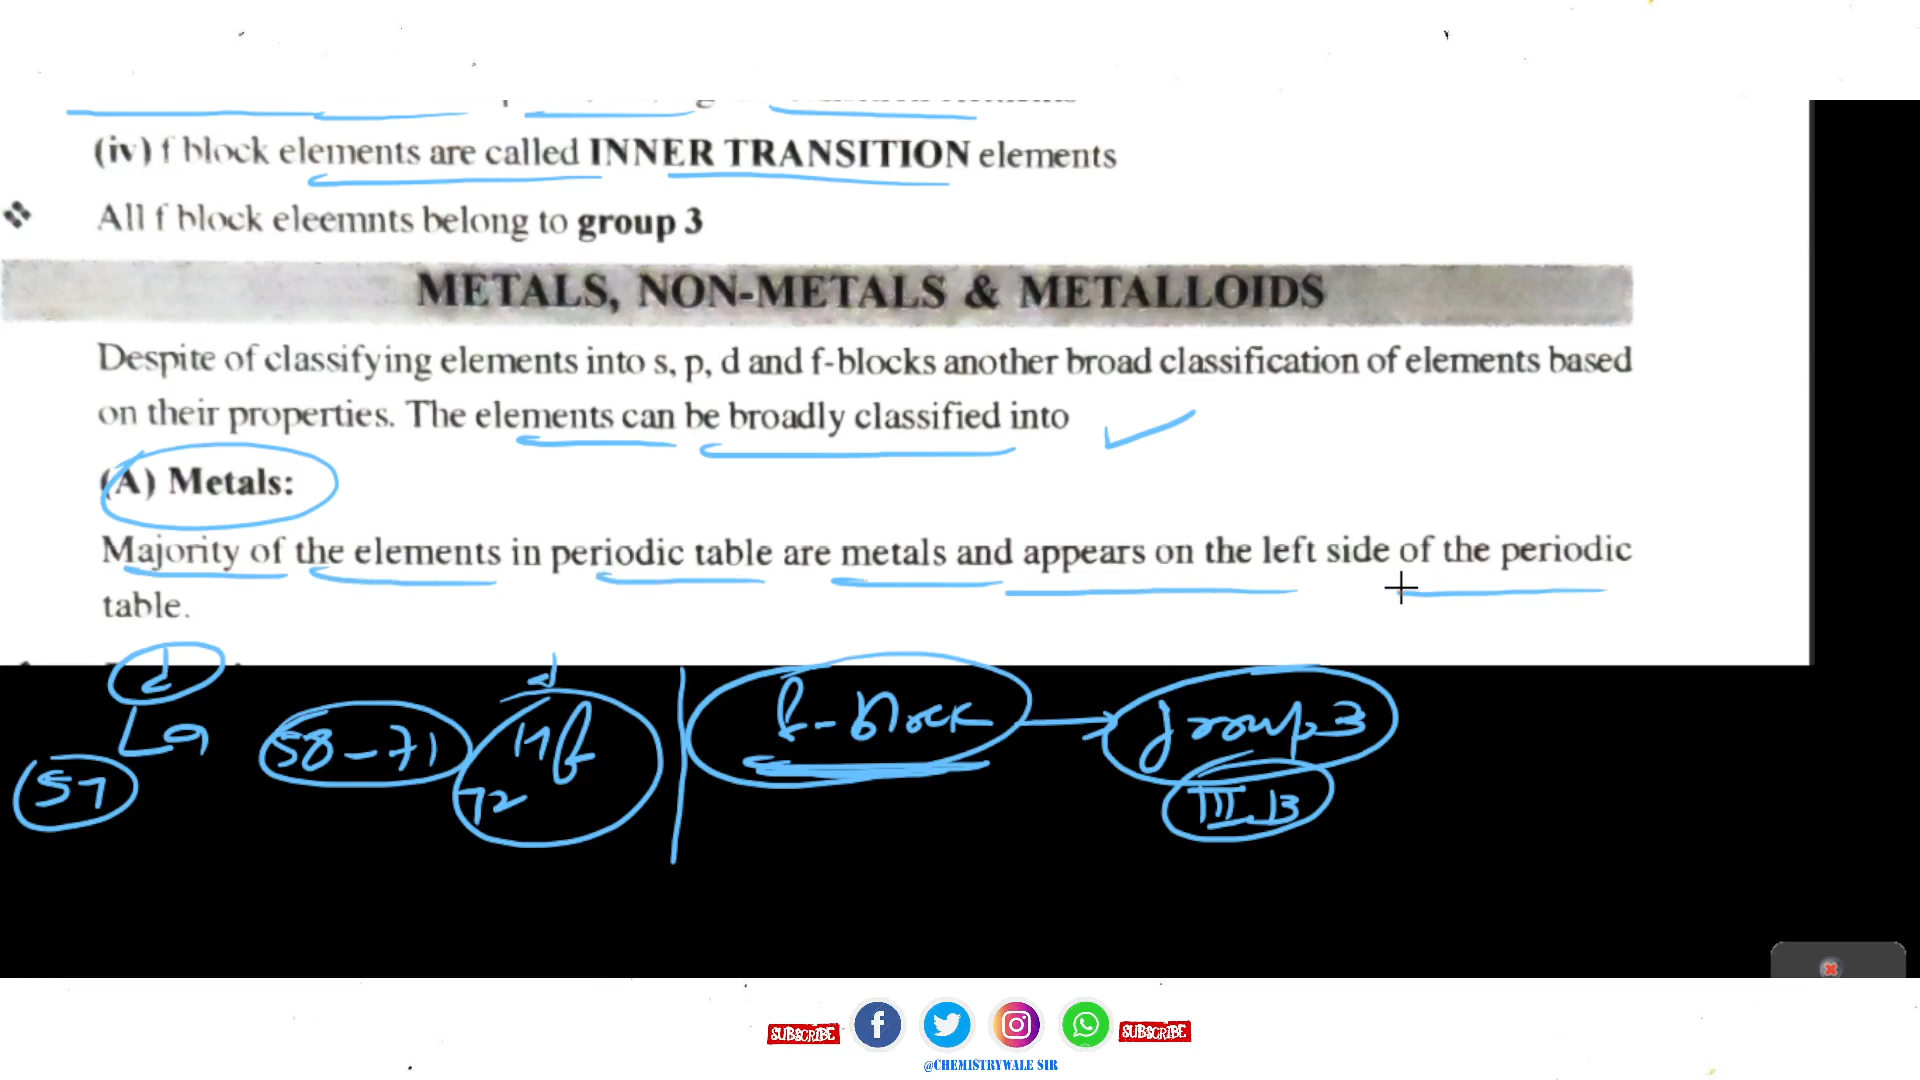 (iv) f block elements are called INNER TRANSITION elements
❖ All f block eleemnts belong to group 3
METALS, NON-METALS & METALLOIDS
Despite of classifying elements into s, p, d and f-blocks another broad classification of elements based
on their properties. The elements can be broadly classified into
(A) Metals:
Majority of the elements in periodic table are metals and appears on the left side of the periodic
table.
d d
La 58-71 Hf f-block → group 3
57 72 III B
SUBSCRIBE SUBSCRIBE
@CHEMISTRYWALE SIR